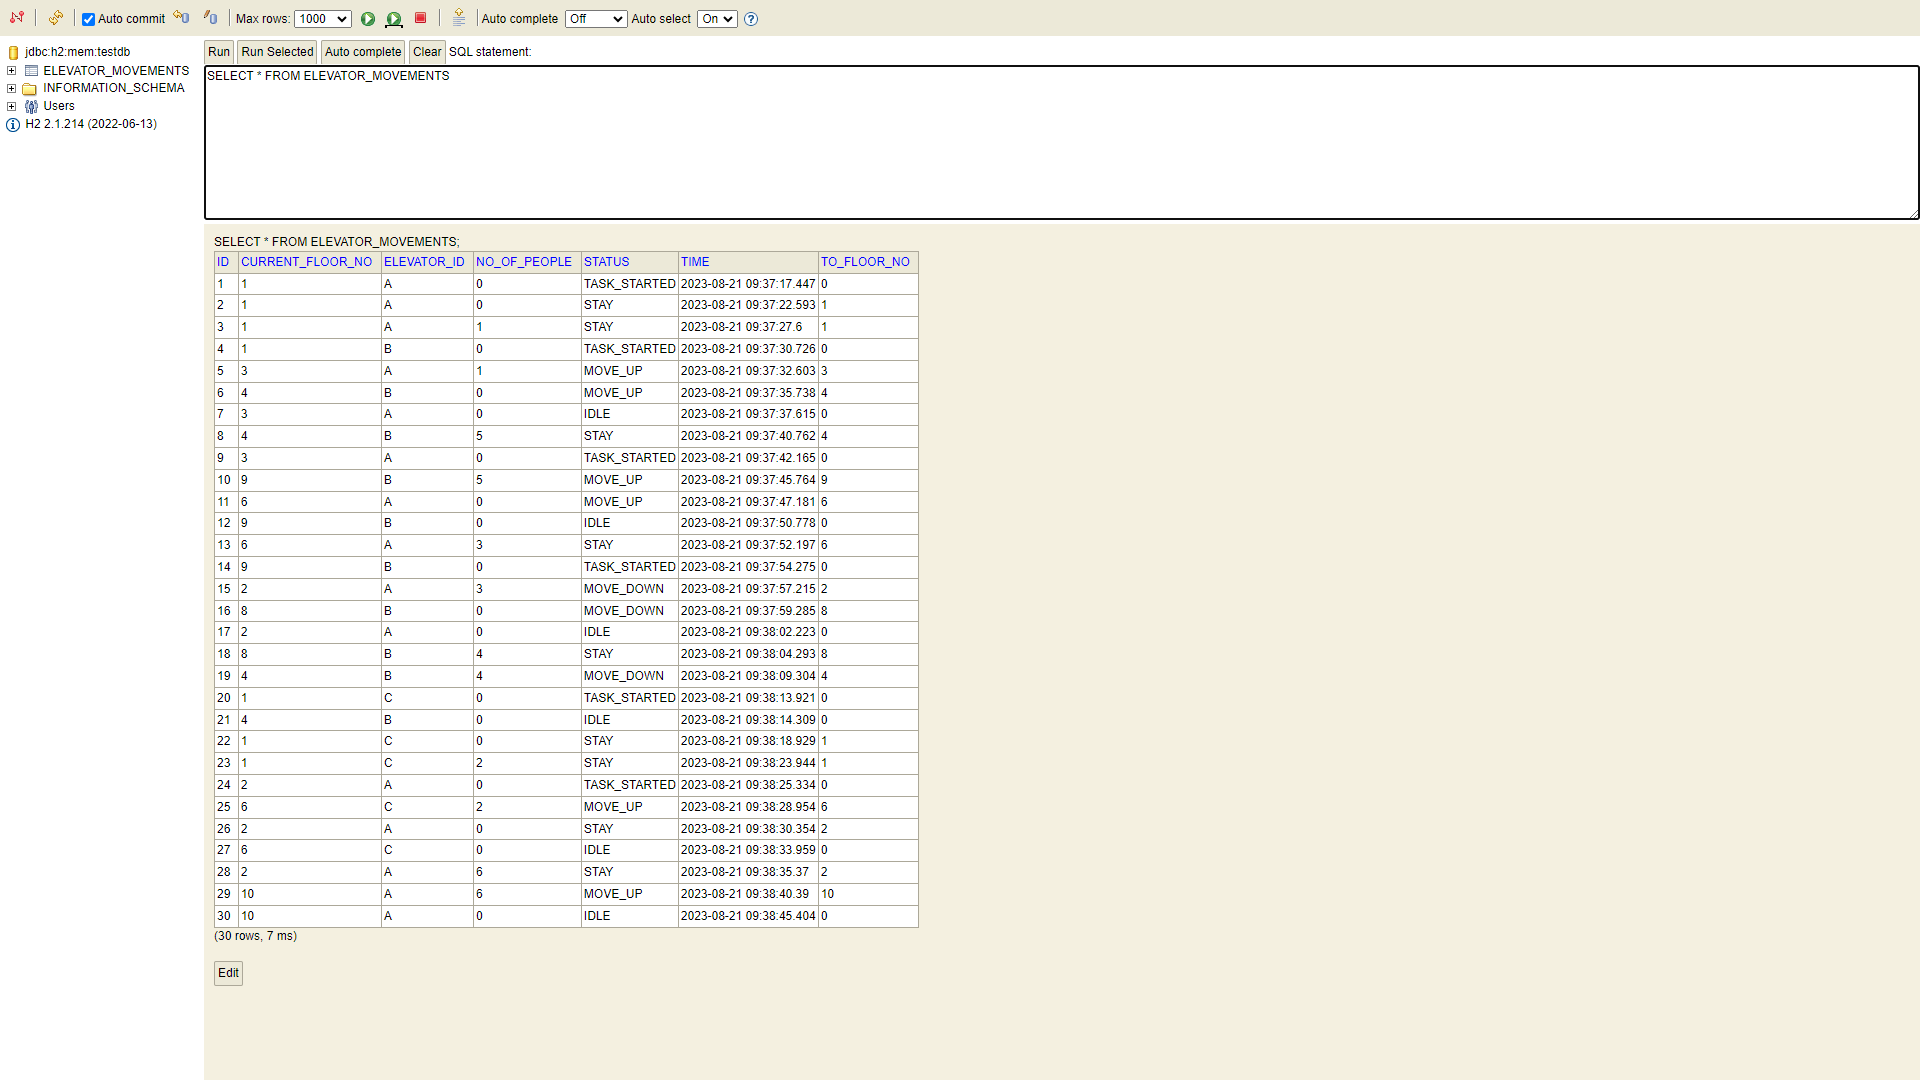 Auto commit Max rows: 1000 Auto complete Off Auto select On
jdbc:h2:mem:testdb
ELEVATOR_MOVEMENTS
INFORMATION_SCHEMA
Users
H2 2.1.214 (2022-06-13)
Run Run Selected Auto complete Clear SQL statement:
SELECT * FROM ELEVATOR_MOVEMENTS
SELECT * FROM ELEVATOR_MOVEMENTS;
ID CURRENT_FLOOR_NO ELEVATOR_ID NO_OF_PEOPLE STATUS TIME TO_FLOOR_NO
1 1 A 0 TASK_STARTED 2023-08-21 09:37:17.447 0
2 1 A 0 STAY 2023-08-21 09:37:22.593 1
3 1 A 1 STAY 2023-08-21 09:37:27.6 1
4 1 B 0 TASK_STARTED 2023-08-21 09:37:30.726 0
5 3 A 1 MOVE_UP 2023-08-21 09:37:32.603 3
6 4 B 0 MOVE_UP 2023-08-21 09:37:35.738 4
7 3 A 0 IDLE 2023-08-21 09:37:37.615 0
8 4 B 5 STAY 2023-08-21 09:37:40.762 4
9 3 A 0 TASK_STARTED 2023-08-21 09:37:42.165 0
10 9 B 5 MOVE_UP 2023-08-21 09:37:45.764 9
11 6 A 0 MOVE_UP 2023-08-21 09:37:47.181 6
12 9 B 0 IDLE 2023-08-21 09:37:50.778 0
13 6 A 3 STAY 2023-08-21 09:37:52.197 6
14 9 B 0 TASK_STARTED 2023-08-21 09:37:54.275 0
15 2 A 3 MOVE_DOWN 2023-08-21 09:37:57.215 2
16 8 B 0 MOVE_DOWN 2023-08-21 09:37:59.285 8
17 2 A 0 IDLE 2023-08-21 09:38:02.223 0
18 8 B 4 STAY 2023-08-21 09:38:04.293 8
19 4 B 4 MOVE_DOWN 2023-08-21 09:38:09.304 4
20 1 C 0 TASK_STARTED 2023-08-21 09:38:13.921 0
21 4 B 0 IDLE 2023-08-21 09:38:14.309 0
22 1 C 0 STAY 2023-08-21 09:38:18.929 1
23 1 C 2 STAY 2023-08-21 09:38:23.944 1
24 2 A 0 TASK_STARTED 2023-08-21 09:38:25.334 0
25 6 C 2 MOVE_UP 2023-08-21 09:38:28.954 6
26 2 A 0 STAY 2023-08-21 09:38:30.354 2
27 6 C 0 IDLE 2023-08-21 09:38:33.959 0
28 2 A 6 STAY 2023-08-21 09:38:35.37 2
29 10 A 6 MOVE_UP 2023-08-21 09:38:40.39 10
30 10 A 0 IDLE 2023-08-21 09:38:45.404 0
(30 rows, 7 ms)
Edit